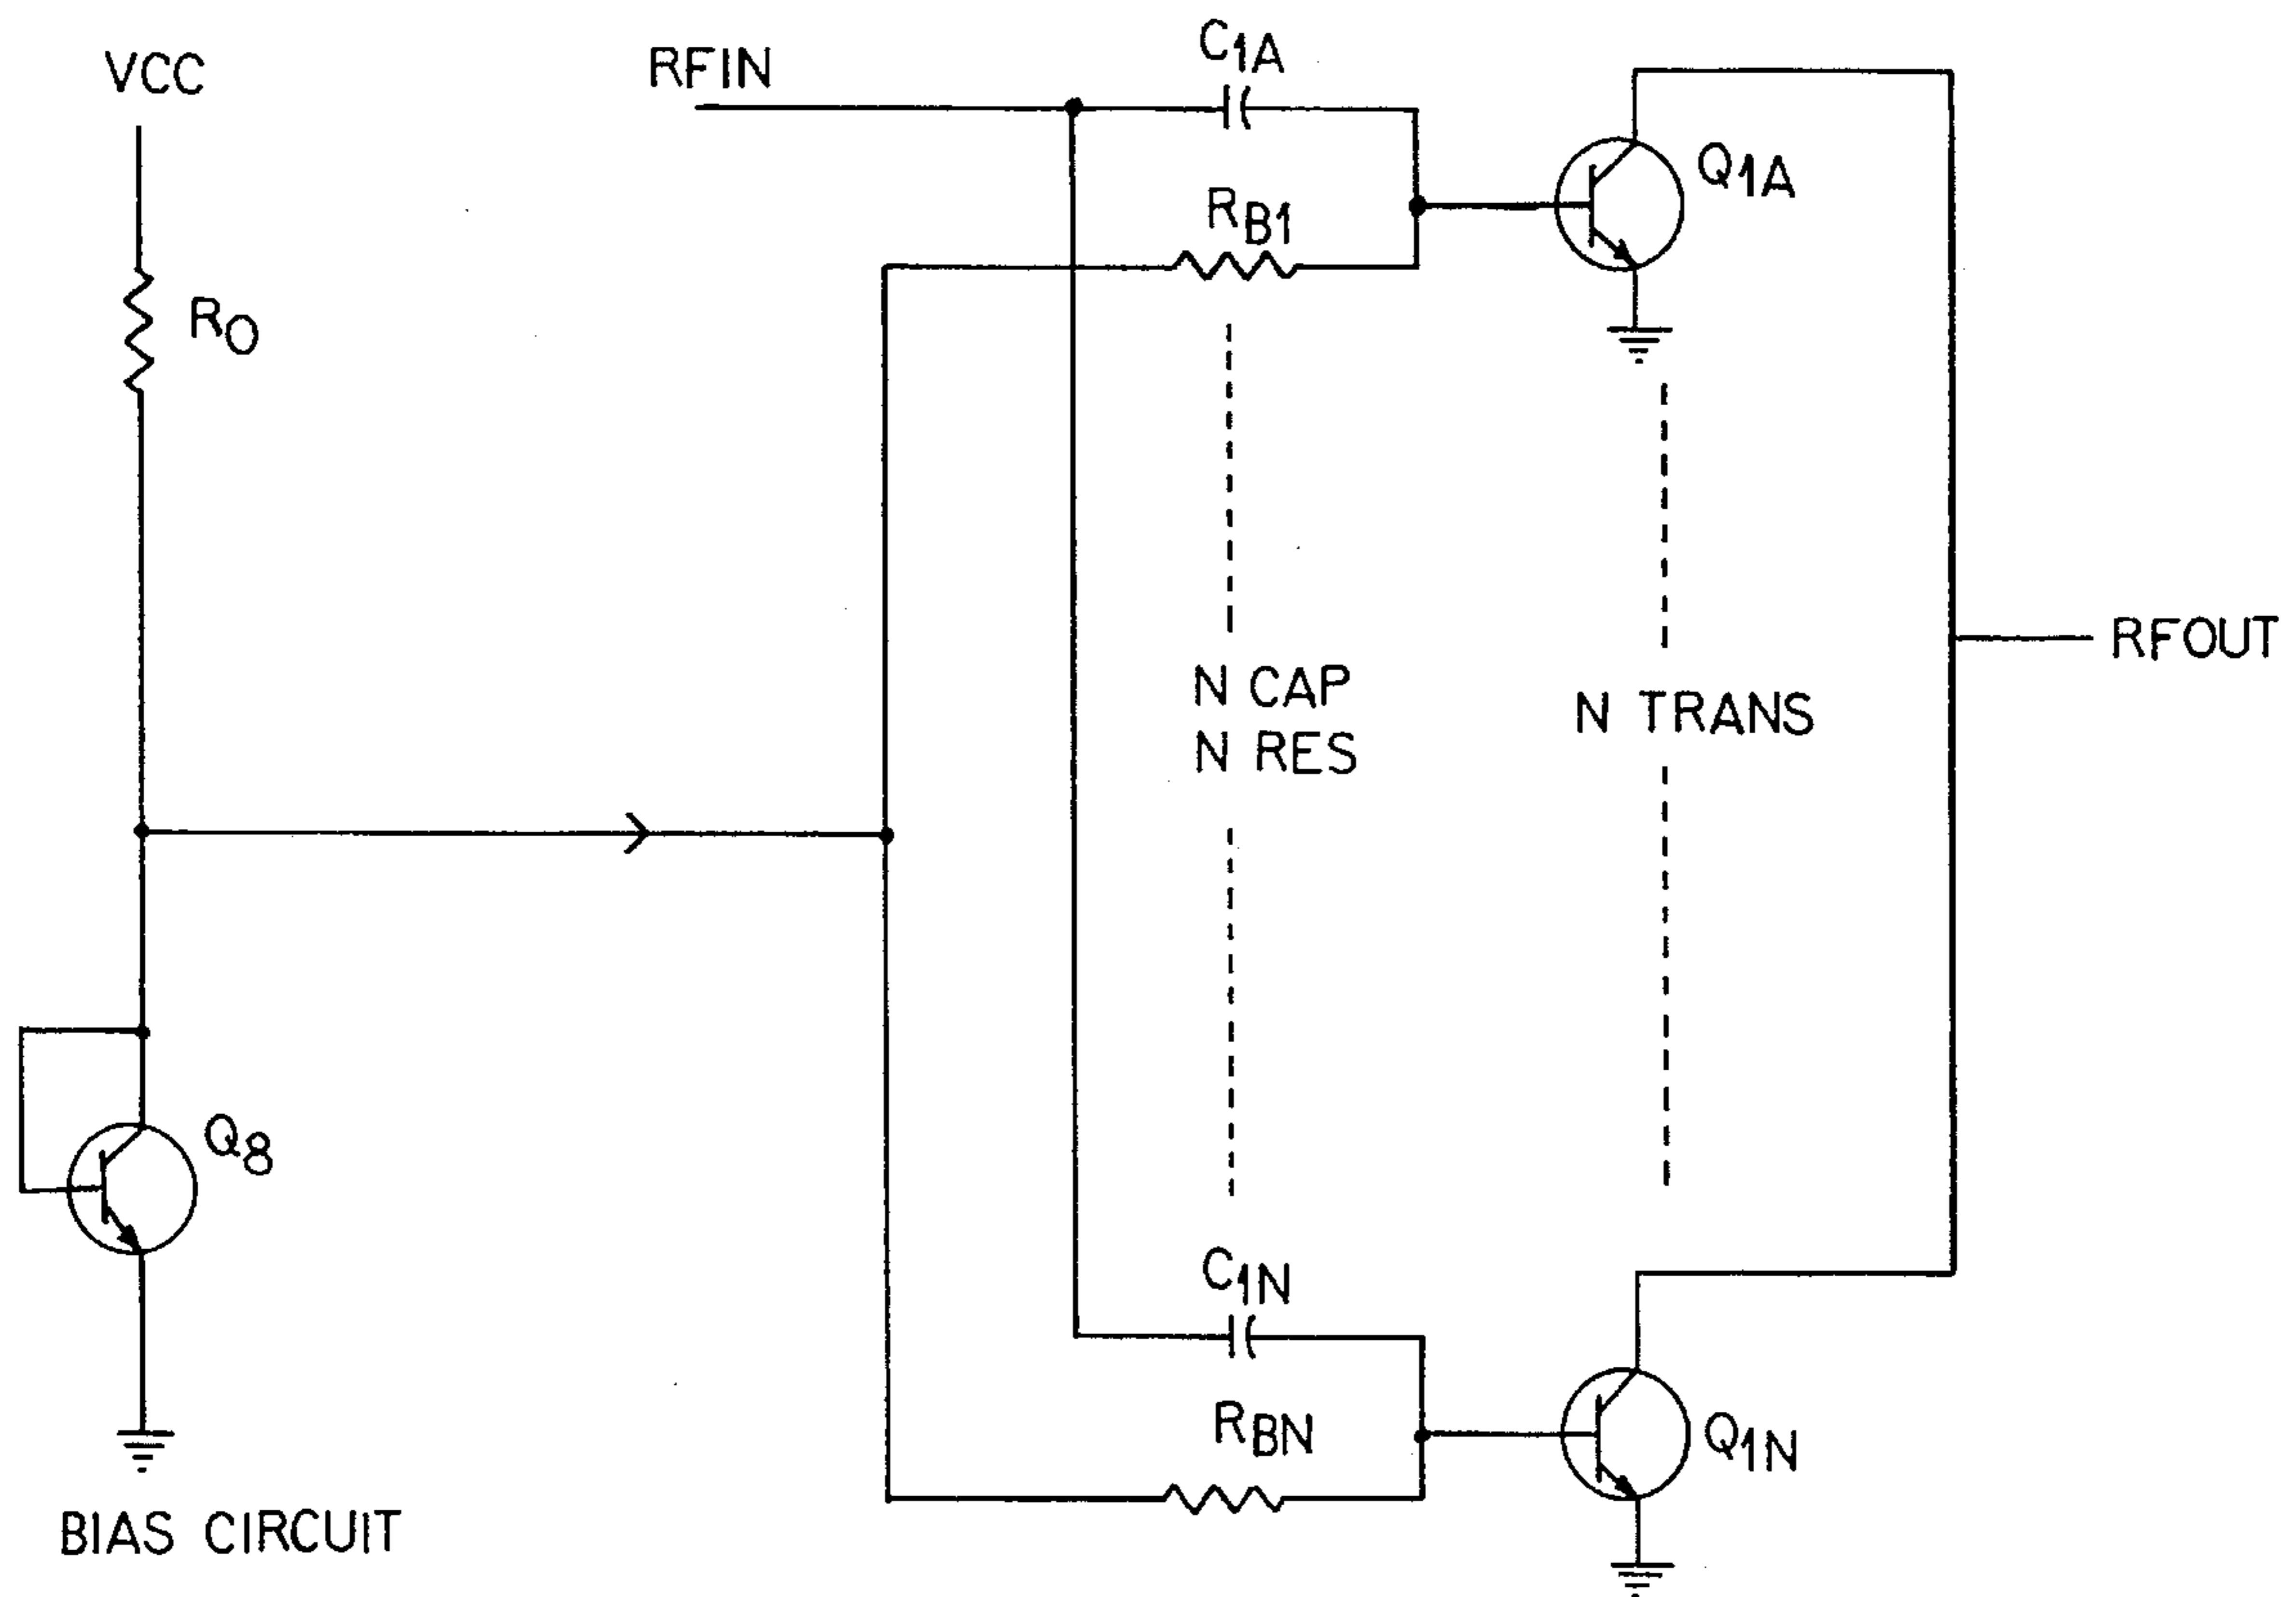 VCC
RFIN
C1A
Q1A
RB1
RO
RFOUT
N CAP
N RES
N TRANS
Q8
C1N
RBN
Q1N
BIAS CIRCUIT